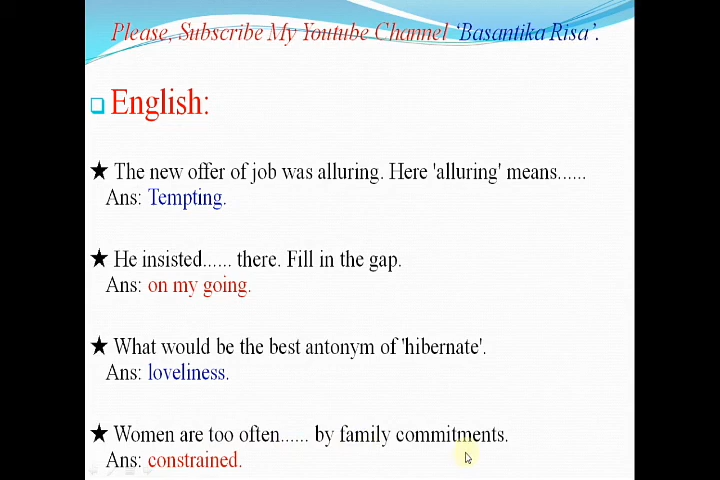 Please, Subscribe My Youtube Channel ‘Basantika Risa’.
English:
★ The new offer of job was alluring. Here 'alluring' means......
Ans: Tempting.
★ He insisted...... there. Fill in the gap.
Ans: on my going.
★ What would be the best antonym of 'hibernate'.
Ans: loveliness.
★ Women are too often...... by family commitments.
Ans: constrained.